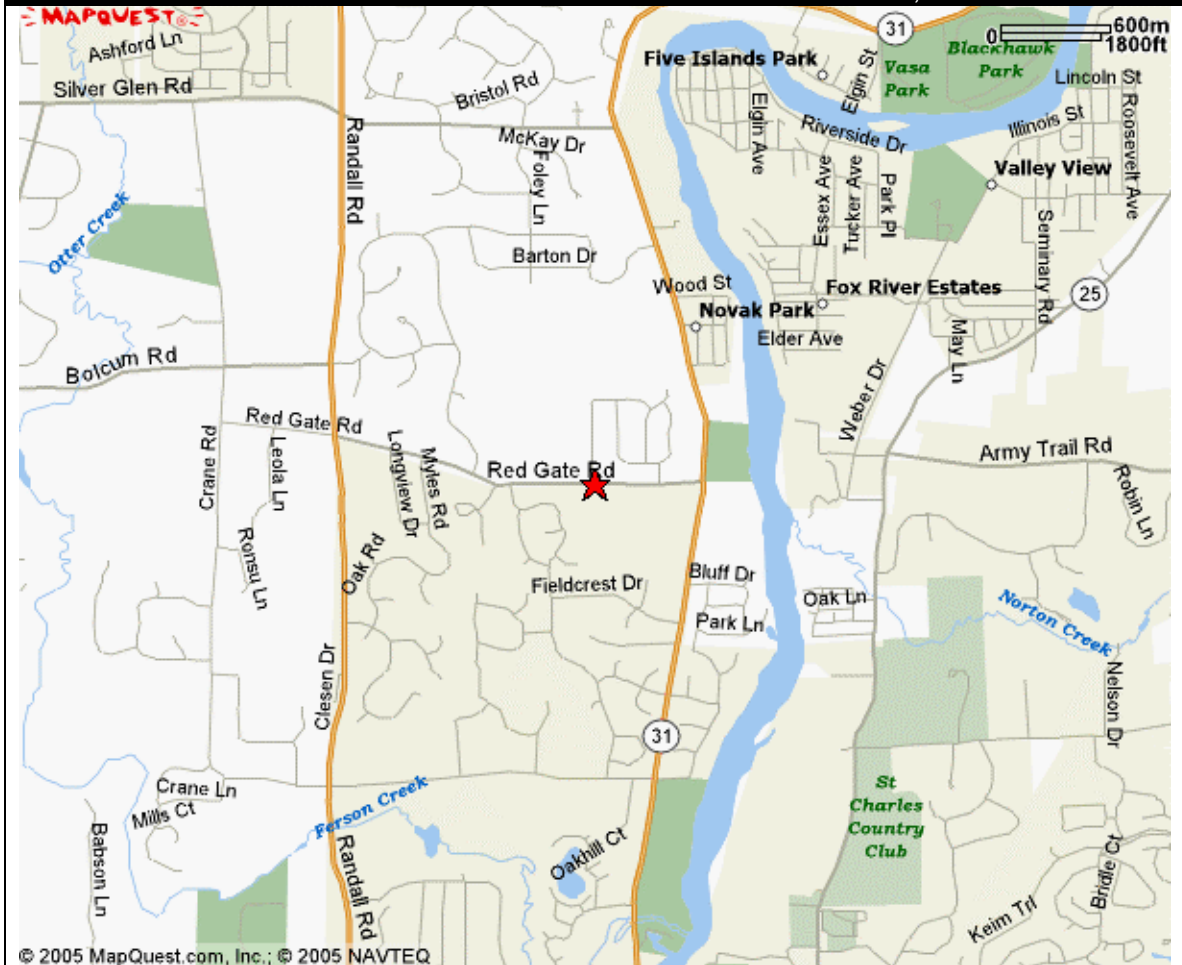 MAPQUEST
31
0 600m
1800ft
Ashford Ln
Five Islands Park
Elgin St
Vasa
Park
Blackhawk
Park
Silver Glen Rd
Bristol Rd
Lincoln St
Randall Rd
McKay Dr
Foley Ln
Elgin Ave
Riverside Dr
Illinois St
Roosevelt Ave
Valley View
Essex Ave
Tucker Ave
Park Pl
Seminary Rd
Otter Creek
Barton Dr
Wood St
Fox River Estates
25
Novak Park
Elder Ave
May Ln
Bolcum Rd
Weber Dr
Red Gate Rd
Crane Rd
Leola Ln
Longview Dr
Myles Rd
Red Gate Rd
Army Trail Rd
Robin Ln
Ronsu Ln
Oak Rd
Fieldcrest Dr
Bluff Dr
Oak Ln
Park Ln
Norton Creek
Clesen Dr
Nelson Dr
31
Crane Ln
Mills Ct
Ferson Creek
St
Charles
Country
Club
Babson Ln
Randall Rd
Oakhill Ct
Bridle Ct
Keim Trl
© 2005 MapQuest.com, Inc.; © 2005 NAVTEQ